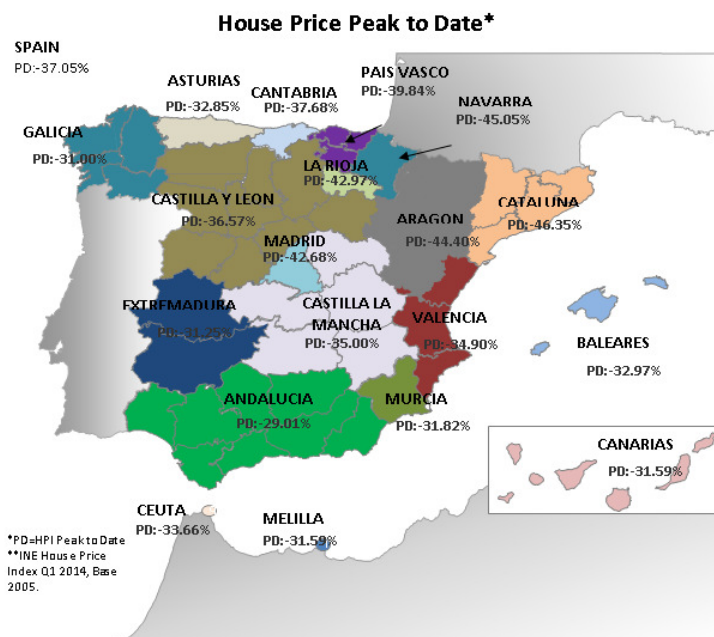 House Price Peak to Date*
SPAIN
PD:-37.05%
ASTURIAS
PD:-32.85%
CANTABRIA
PD:-37.68%
PAIS VASCO
PD:-39.84%
NAVARRA
PD:-45.05%
GALICIA
PD:-31.00%
LA RIOJA
PD:-42.97%
CASTILLA Y LEON
PD:-36.57%
ARAGON
PD:-44.40%
CATALUNA
PD:-46.35%
MADRID
PD:-42.68%
EXTREMADURA
PD:-31.25%
CASTILLA LA
MANCHA
PD:-35.00%
VALENCIA
PD:-34.90%
BALEARES
PD:-32.97%
ANDALUCIA
PD:-29.01%
MURCIA
PD:-31.82%
CANARIAS
PD:-31.59%
CEUTA
PD:-33.66%
MELILLA
PD:-31.59%
*PD=HPI Peak to Date
**INE House Price
Index Q1 2014, Base
2005.